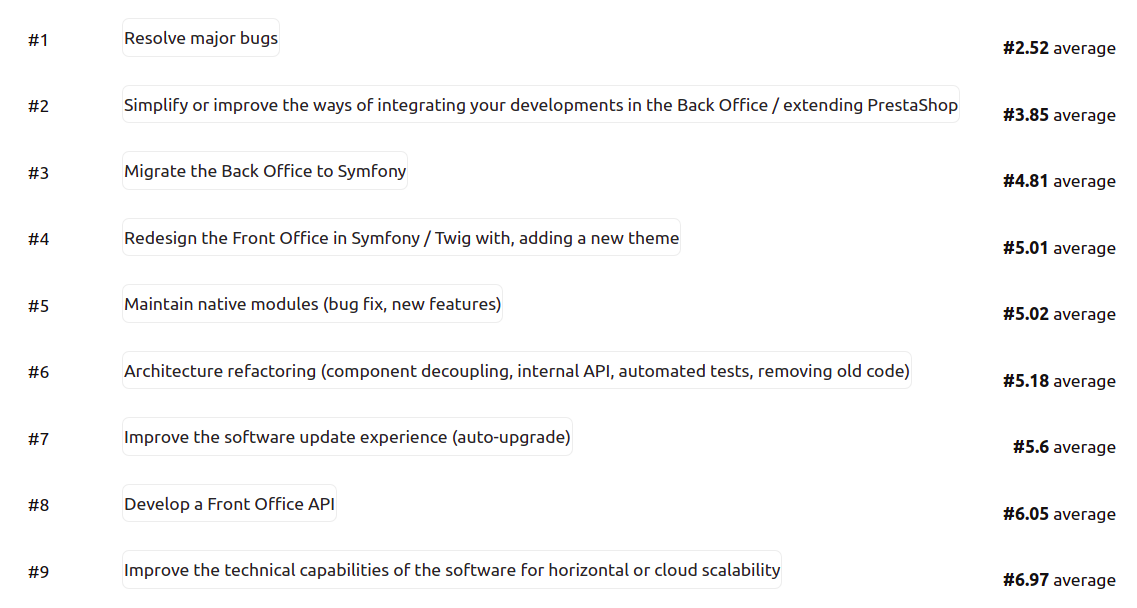 #1 Resolve major bugs #2.52 average
#2 Simplify or improve the ways of integrating your developments in the Back Office / extending PrestaShop #3.85 average
#3 Migrate the Back Office to Symfony #4.81 average
#4 Redesign the Front Office in Symfony / Twig with, adding a new theme #5.01 average
#5 Maintain native modules (bug fix, new features) #5.02 average
#6 Architecture refactoring (component decoupling, internal API, automated tests, removing old code) #5.18 average
#7 Improve the software update experience (auto-upgrade) #5.6 average
#8 Develop a Front Office API #6.05 average
#9 Improve the technical capabilities of the software for horizontal or cloud scalability #6.97 average